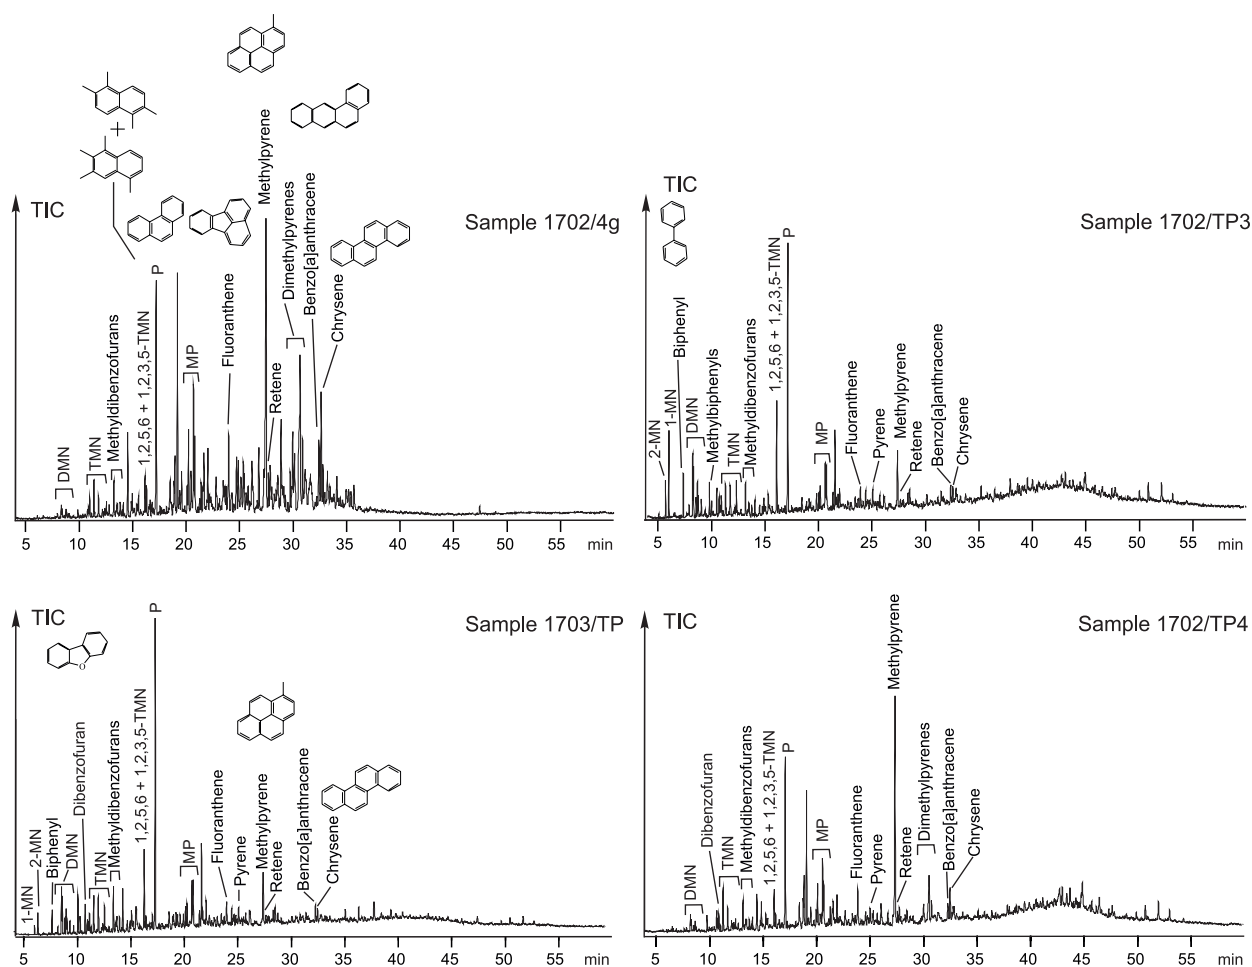 TIC
Sample 1702/4g
DMN
TMN
Methyldibenzofurans
1,2,5,6 + 1,2,3,5-TMN
P
MP
Fluoranthene
Methylpyrene
Retene
Dimethylpyrenes
Benzo[a]anthracene
Chrysene
5 10 15 20 25 30 35 40 45 50 55 min
TIC
Sample 1702/TP3
2-MN
1-MN
Biphenyl
DMN
Methylbiphenyls
TMN
Methyldibenzofurans
1,2,5,6 + 1,2,3,5-TMN
P
MP
Fluoranthene
Pyrene
Methylpyrene
Retene
Benzo[a]anthracene
Chrysene
5 10 15 20 25 30 35 40 45 50 55 min
TIC
Sample 1703/TP
O
1-MN
2-MN
Biphenyl
DMN
Dibenzofuran
TMN
Methyldibenzofurans
1,2,5,6 + 1,2,3,5-TMN
P
MP
Fluoranthene
Pyrene
Methylpyrene
Retene
Benzo[a]anthracene
Chrysene
5 10 15 20 25 30 35 40 45 50 55 min
TIC
Sample 1702/TP4
DMN
Dibenzofuran
TMN
Methyldibenzofurans
1,2,5,6 + 1,2,3,5-TMN
P
MP
Fluoranthene
Pyrene
Methylpyrene
Retene
Dimethylpyrenes
Benzo[a]anthracene
Chrysene
5 10 15 20 25 30 35 40 45 50 55 min